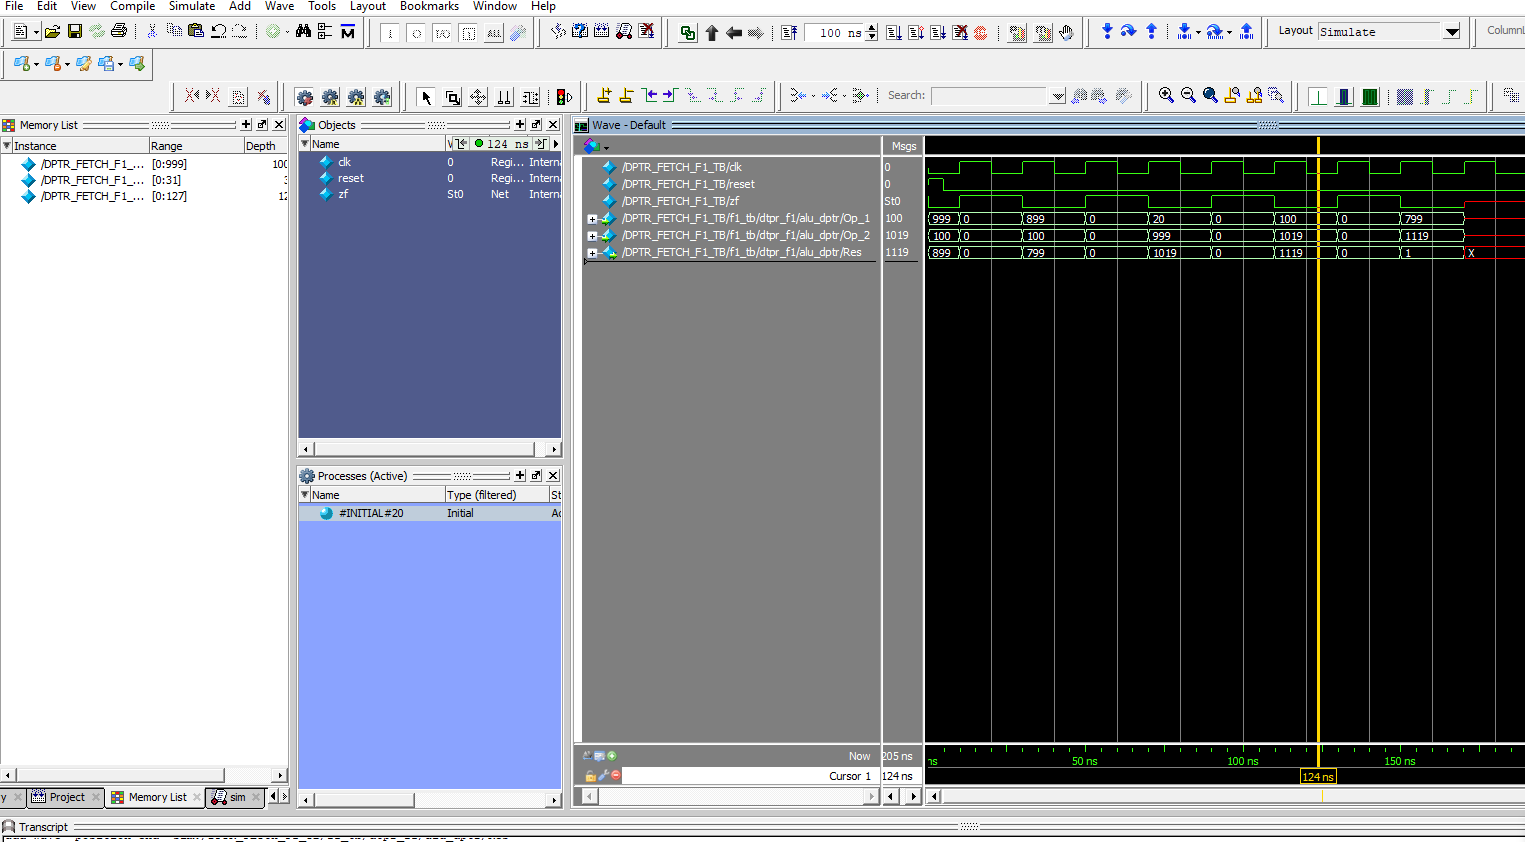 File Edit View Compile Simulate Add Wave Tools Layout Bookmarks Window Help
ALL
100 ns
Layout Simulate
ColumnL
Search:
Memory List
Instance Range Depth
/DPTR_FETCH_F1_... [0:999] 100
/DPTR_FETCH_F1_... [0:31] 3
/DPTR_FETCH_F1_... [0:127] 12
Objects
Name 124 ns
clk 0 Regi... Interna
reset 0 Regi... Interna
zf St0 Net Interna
Processes (Active)
Name Type (filtered) St
#INITIAL#20 Initial Ac
Wave - Default
Msgs
/DPTR_FETCH_F1_TB/clk 0
/DPTR_FETCH_F1_TB/reset 0
/DPTR_FETCH_F1_TB/zf St0
/DPTR_FETCH_F1_TB/f1_tb/dtpr_f1/alu_dptr/Op_1 100 999 0 899 0 20 0 100 0 799
/DPTR_FETCH_F1_TB/f1_tb/dtpr_f1/alu_dptr/Op_2 1019 100 0 100 0 999 0 1019 0 1119
/DPTR_FETCH_F1_TB/f1_tb/dtpr_f1/alu_dptr/Res 1119 899 0 799 0 1019 0 1119 0 1 X
Now 205 ns ns 50 ns 100 ns 150 ns
Cursor 1 124 ns 124 ns
y Project Memory List sim
Transcript